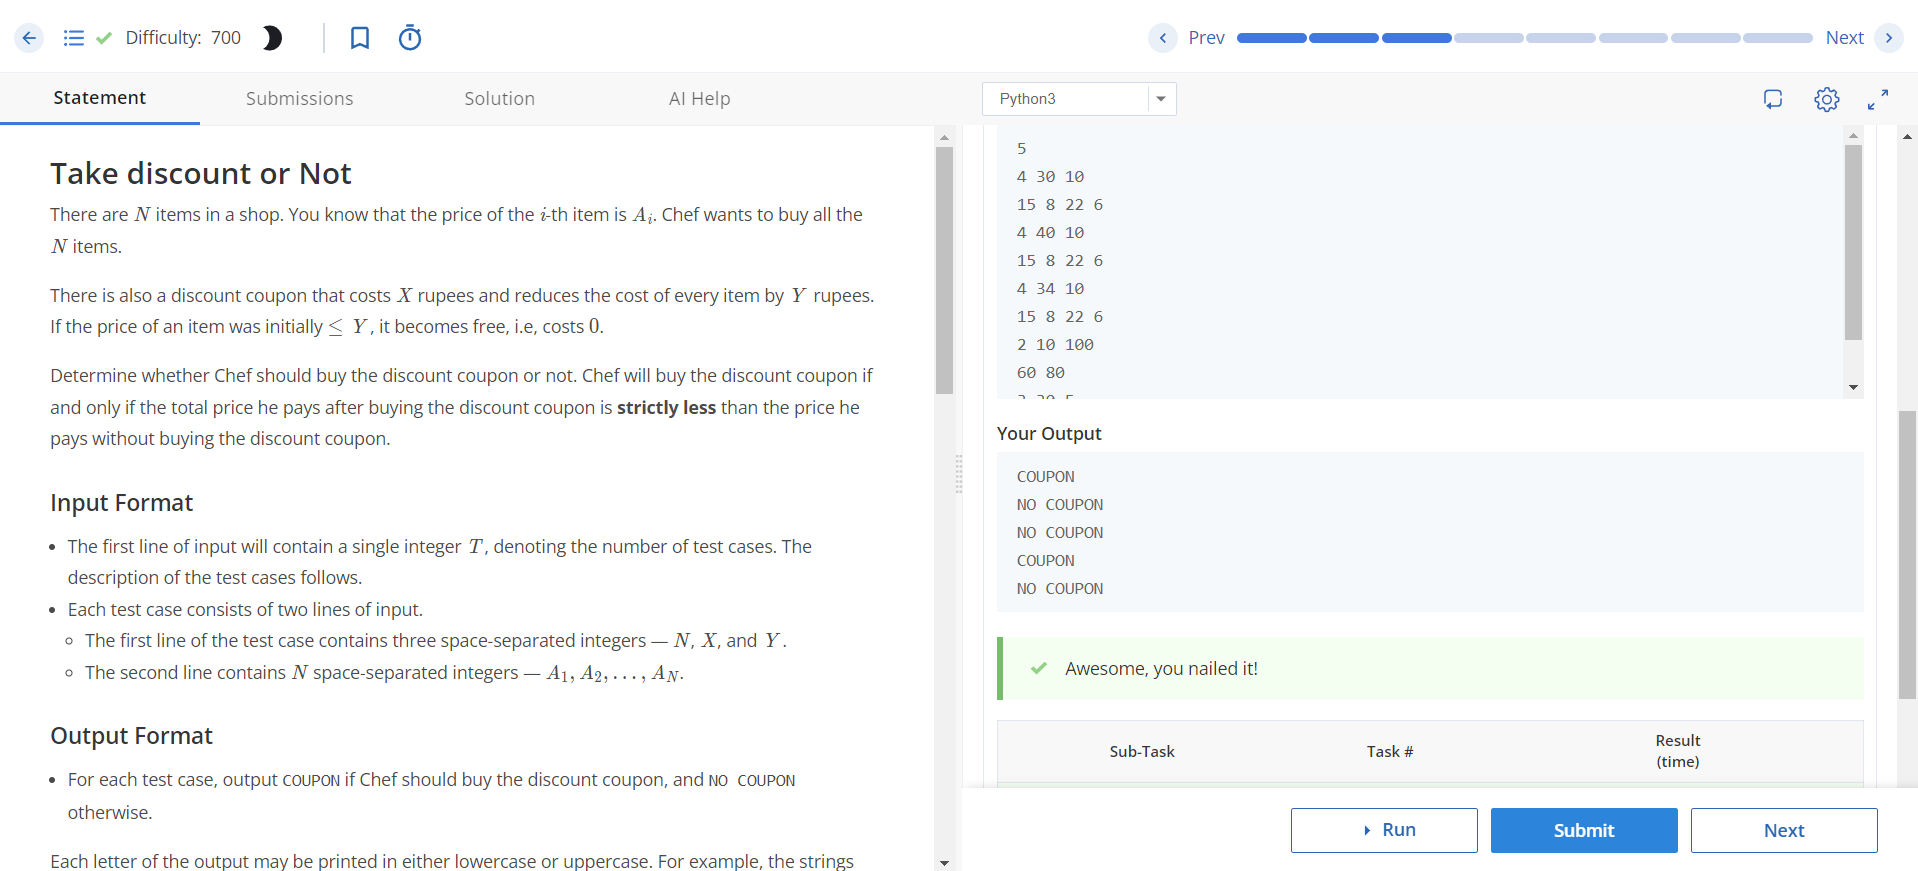 Difficulty: 700
Prev
Next
Statement
Submissions
Solution
AI Help
Python3
Take discount or Not
There are N items in a shop. You know that the price of the i-th item is A_i. Chef wants to buy all the
N items.
There is also a discount coupon that costs X rupees and reduces the cost of every item by Y rupees.
If the price of an item was initially ≤ Y, it becomes free, i.e, costs 0.
Determine whether Chef should buy the discount coupon or not. Chef will buy the discount coupon if
and only if the total price he pays after buying the discount coupon is strictly less than the price he
pays without buying the discount coupon.
Input Format
• The first line of input will contain a single integer T, denoting the number of test cases. The
description of the test cases follows.
• Each test case consists of two lines of input.
◦ The first line of the test case contains three space-separated integers — N, X, and Y.
◦ The second line contains N space-separated integers — A_1, A_2, ..., A_N.
Output Format
• For each test case, output COUPON if Chef should buy the discount coupon, and NO COUPON
otherwise.
Each letter of the output may be printed in either lowercase or uppercase. For example, the strings
5
4 30 10
15 8 22 6
4 40 10
15 8 22 6
4 34 10
15 8 22 6
2 10 100
60 80
Your Output
COUPON
NO COUPON
NO COUPON
COUPON
NO COUPON
Awesome, you nailed it!
Sub-Task
Task #
Result
(time)
Run
Submit
Next